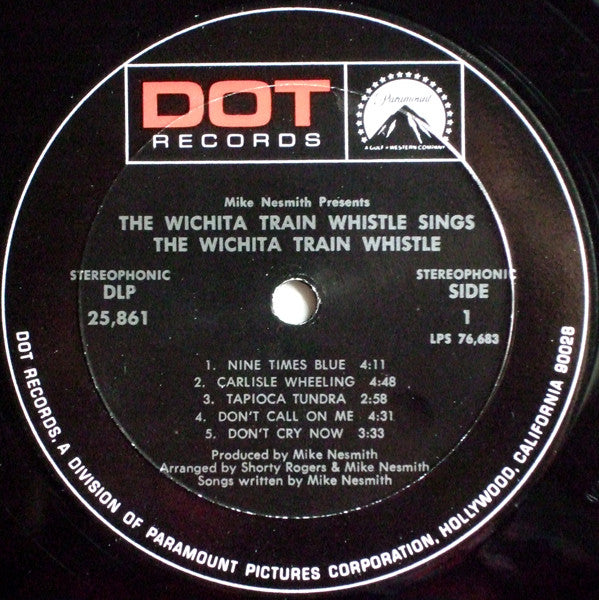 DOT
RECORDS
Paramount
A GULF + WESTERN COMPANY
Mike Nesmith Presents
THE WICHITA TRAIN WHISTLE SINGS
THE WICHITA TRAIN WHISTLE
STEREOPHONIC
DLP
25,861
STEREOPHONIC
SIDE
1
LPS 76,683
1. NINE TIMES BLUE 4:11
2. CARLISLE WHEELING 4:48
3. TAPIOCA TUNDRA 2:58
4. DON'T CALL ON ME 4:31
5. DON'T CRY NOW 3:33
Produced by Mike Nesmith
Arranged by Shorty Rogers & Mike Nesmith
Songs written by Mike Nesmith
DOT RECORDS, A DIVISION OF PARAMOUNT PICTURES CORPORATION, HOLLYWOOD, CALIFORNIA 90028